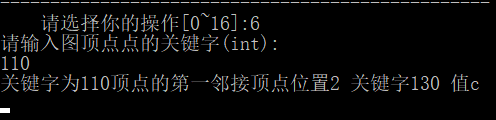 请选择你的操作[0~16]:6
请输入图顶点点的关键字(int):
110
关键字为110顶点的第一邻接顶点位置2 关键字130 值c